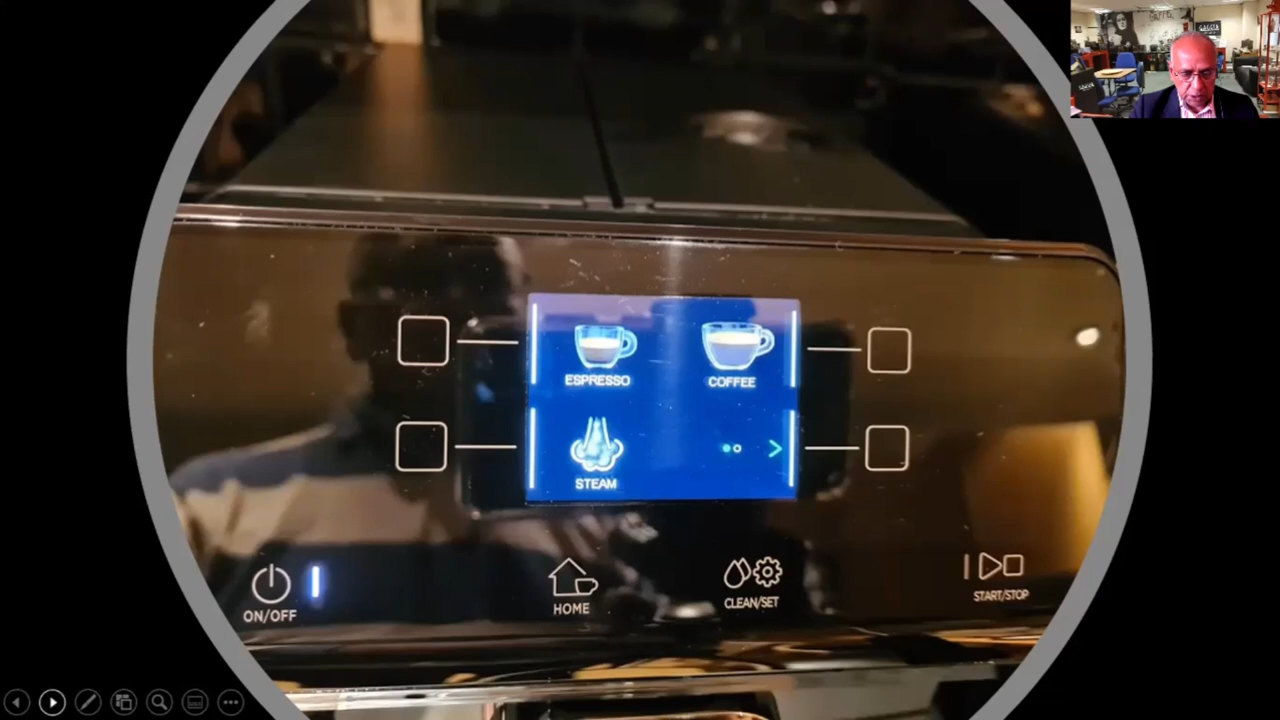 ESPRESSO
COFFEE
STEAM
ON/OFF
HOME
CLEAN/SET
START/STOP